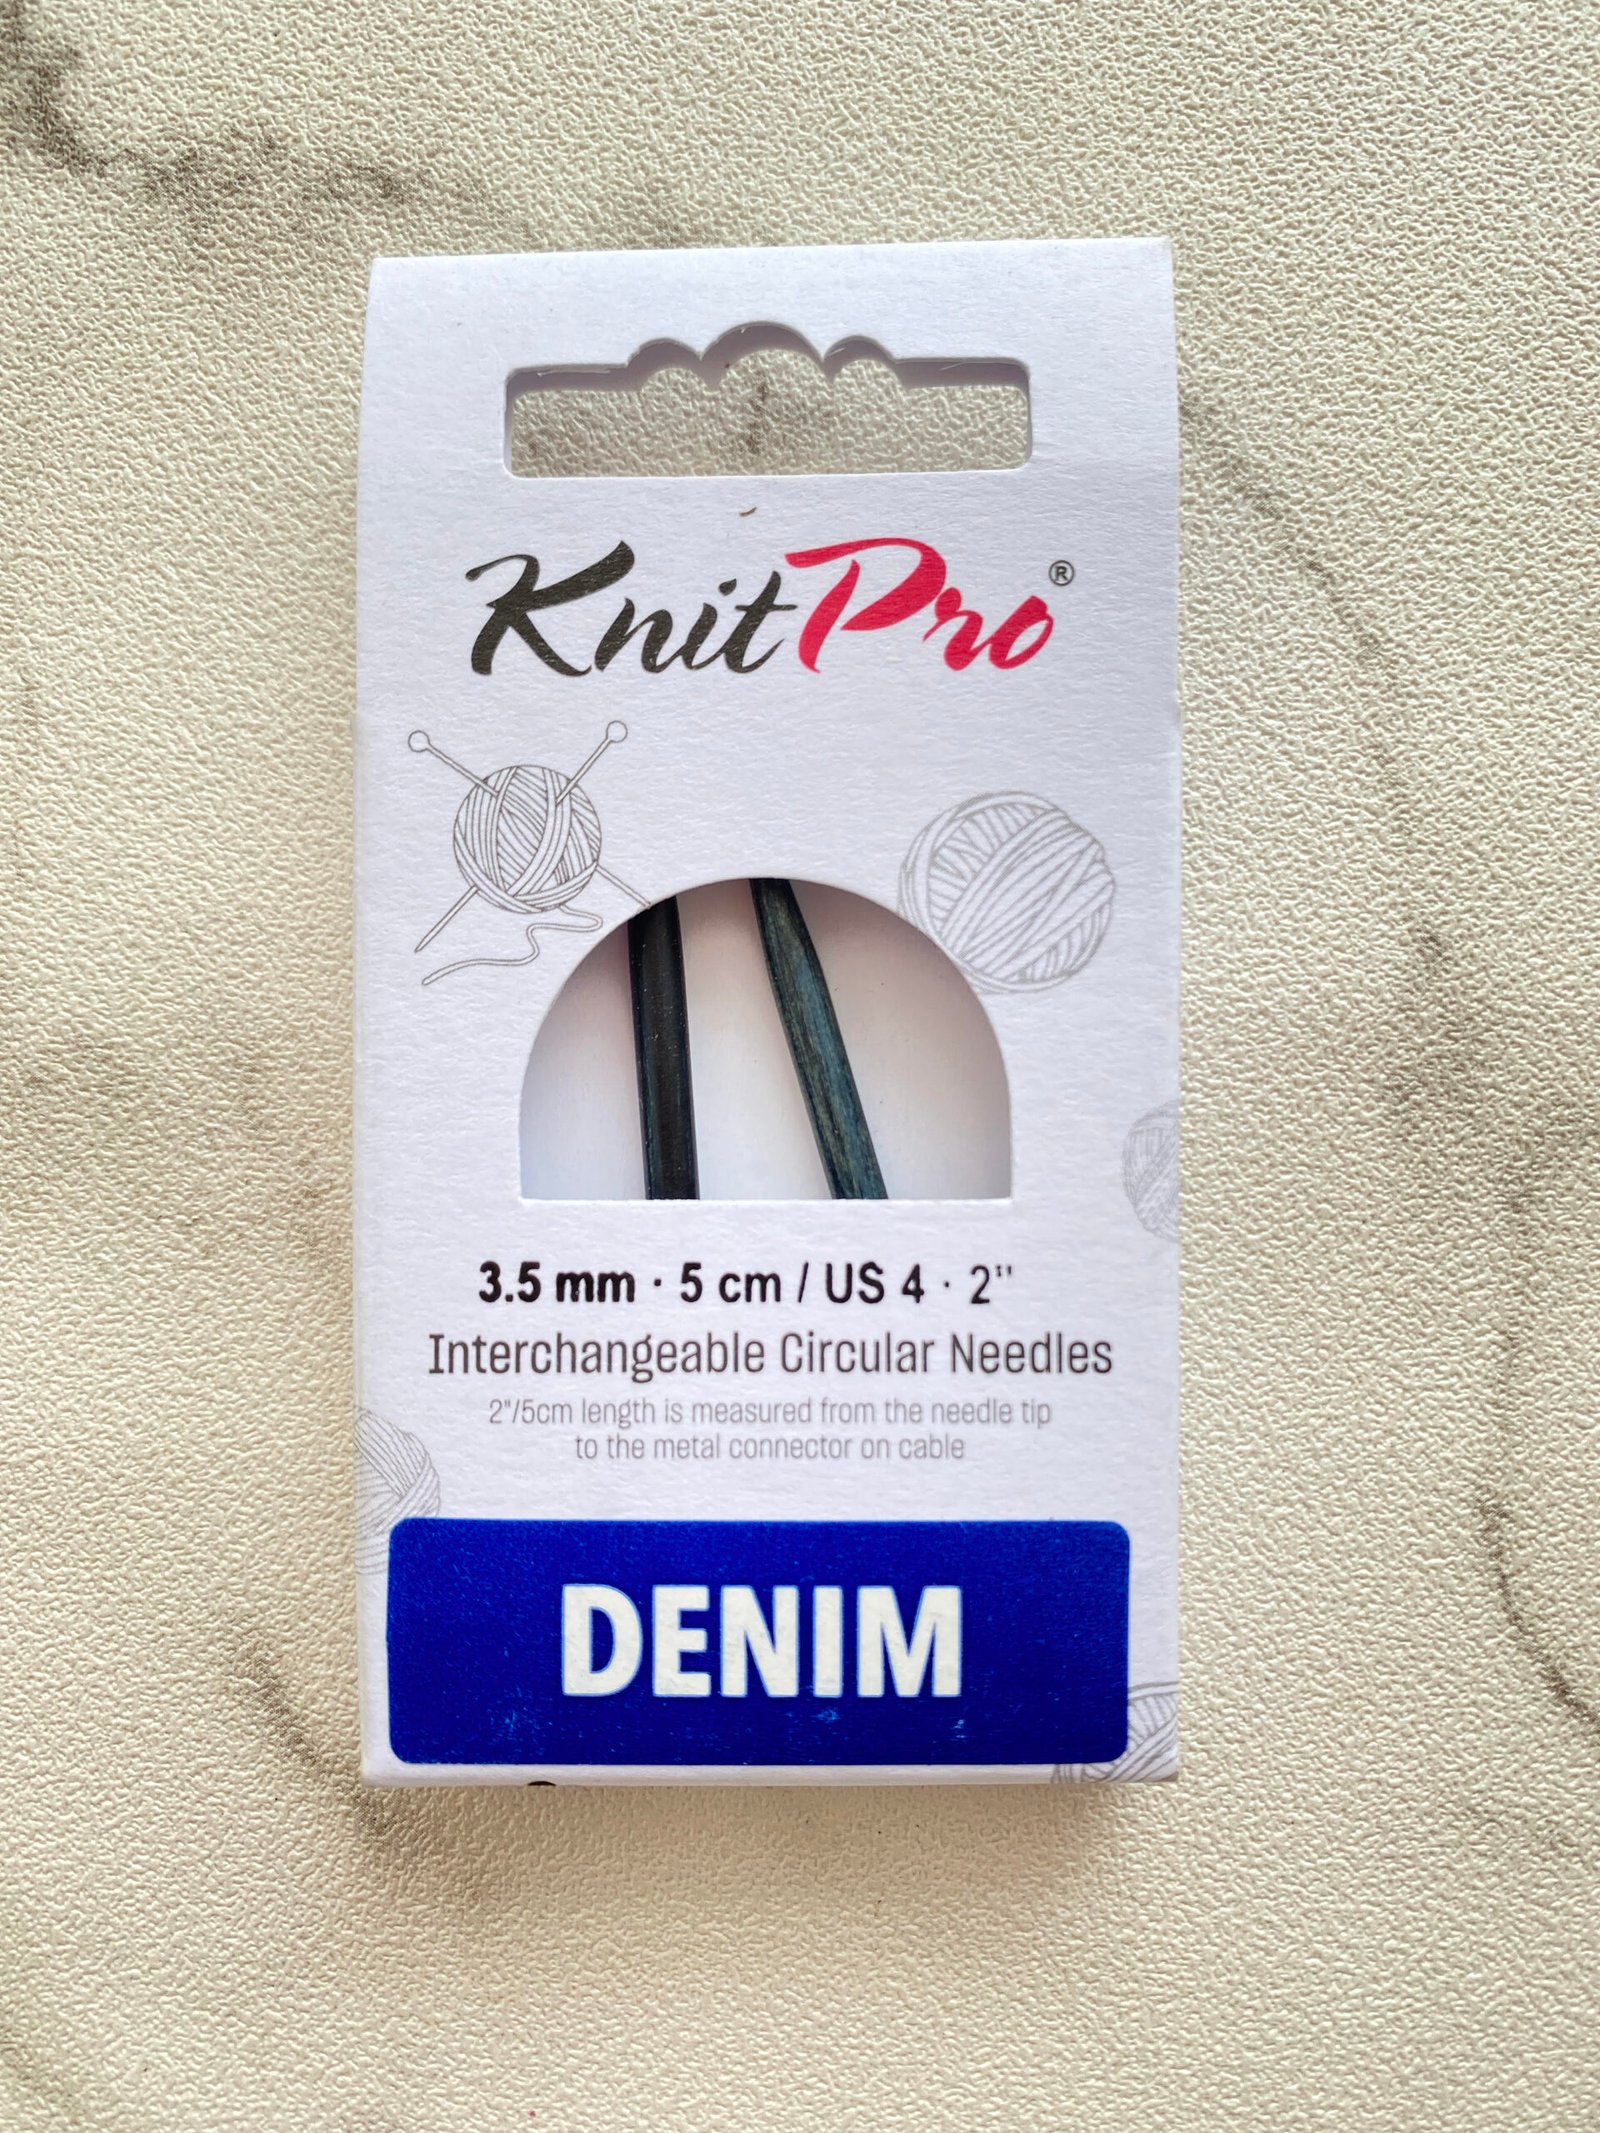 KnitPro®
3.5 mm · 5 cm / US 4 · 2"
Interchangeable Circular Needles
2"/5cm length is measured from the needle tip
to the metal connector on cable
DENIM